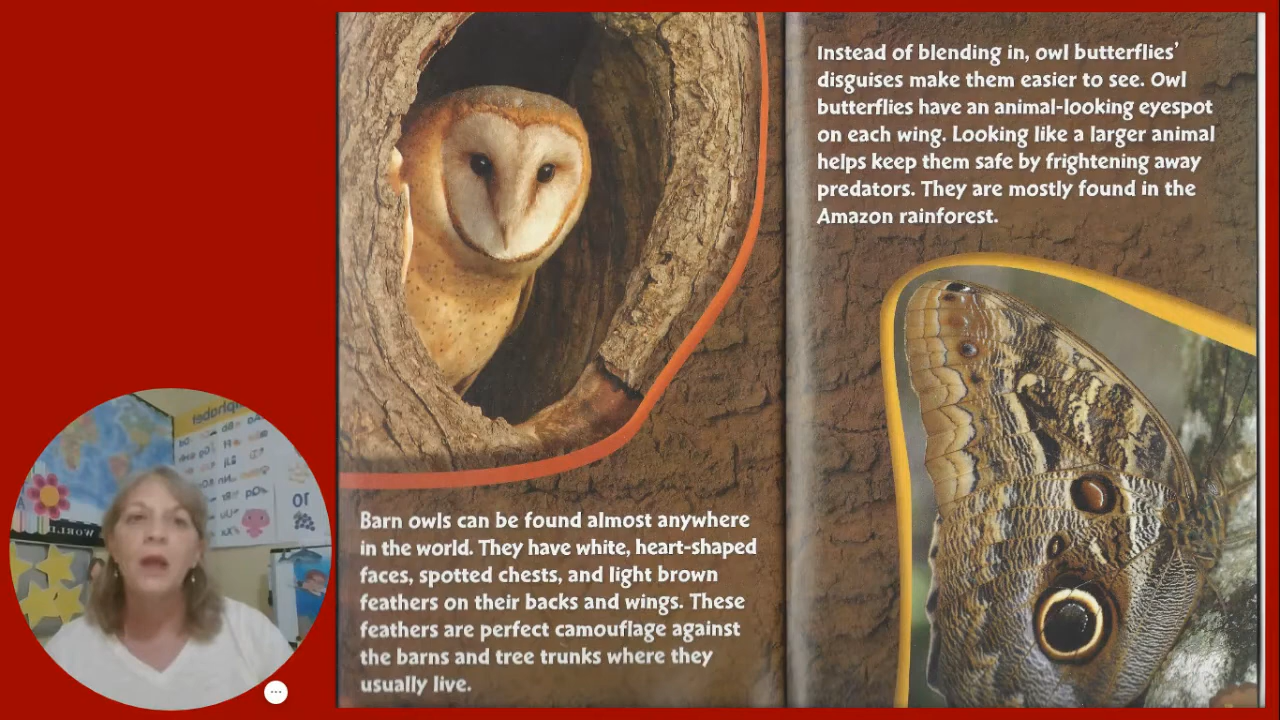 Instead of blending in, owl butterflies'
disguises make them easier to see. Owl
butterflies have an animal-looking eyespot
on each wing. Looking like a larger animal
helps keep them safe by frightening away
predators. They are mostly found in the
Amazon rainforest.
Barn owls can be found almost anywhere
in the world. They have white, heart-shaped
faces, spotted chests, and light brown
feathers on their backs and wings. These
feathers are perfect camouflage against
the barns and tree trunks where they
usually live.
alphabet
WORLD
10